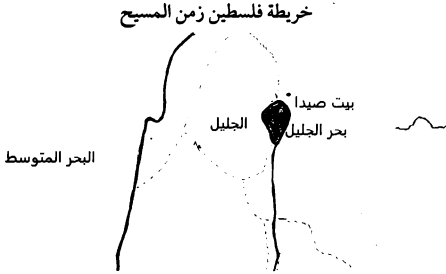 خريطة فلسطين زمن المسيح
بيت صيدا
بحر الجليل
الجليل
البحر المتوسط